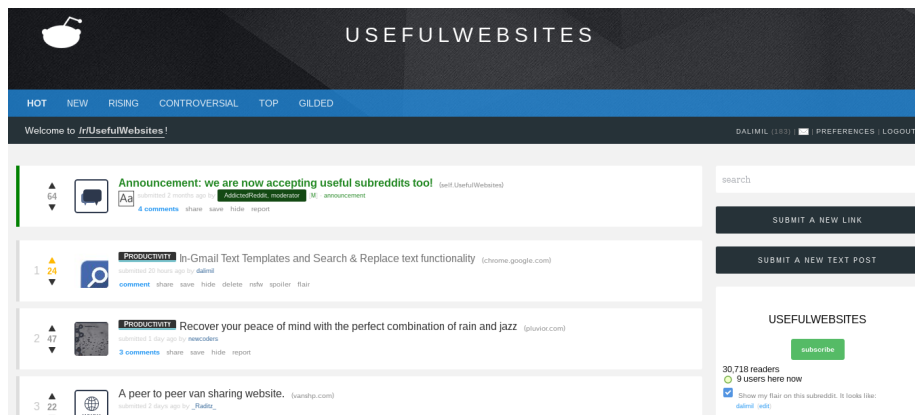 USEFULWEBSITES
HOT NEW RISING CONTROVERSIAL TOP GILDED
Welcome to /r/UsefulWebsites!
DALIMIL (183) | | PREFERENCES | LOGOUT
64
Announcement: we are now accepting useful subreddits too! (self.UsefulWebsites)
Aa submitted 2 months ago by AddictedReddit, moderator M announcement
4 comments share save hide report
1 24
PRODUCTIVITY In-Gmail Text Templates and Search & Replace text functionality (chrome.google.com)
submitted 20 hours ago by dalimil
comment share save hide delete nsfw spoiler flair
2 47
PRODUCTIVITY Recover your peace of mind with the perfect combination of rain and jazz (pluvior.com)
submitted 1 day ago by newcoders
3 comments share save hide report
3 22
A peer to peer van sharing website. (vanshp.com)
submitted 2 days ago by _Raditz_
search
SUBMIT A NEW LINK
SUBMIT A NEW TEXT POST
USEFULWEBSITES
subscribe
30,718 readers
9 users here now
Show my flair on this subreddit. It looks like:
dalimil (edit)